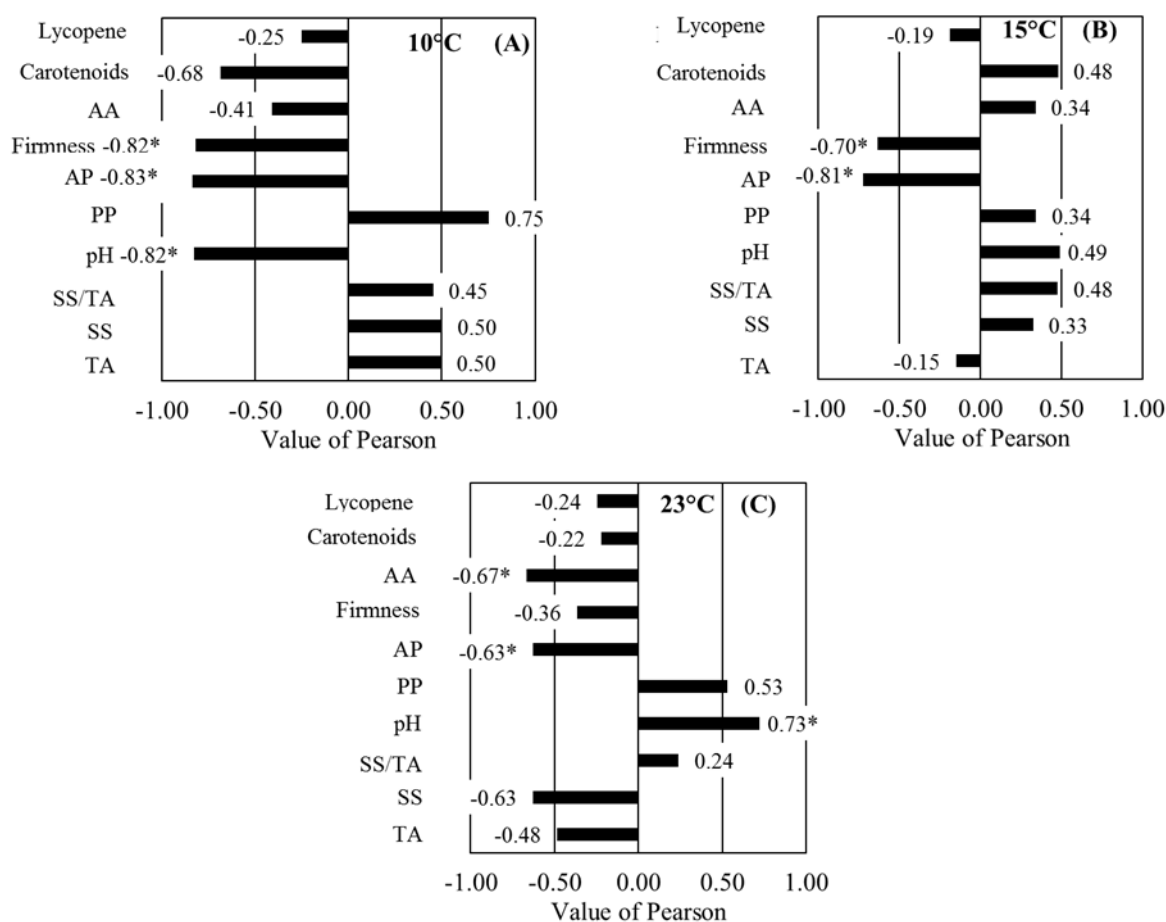 10°C (A)
Lycopene -0.25
Carotenoids -0.68
AA -0.41
Firmness -0.82*
AP -0.83*
PP 0.75
pH -0.82*
SS/TA 0.45
SS 0.50
TA 0.50
-1.00 -0.50 0.00 0.50 1.00
Value of Pearson
15°C (B)
Lycopene -0.19
Carotenoids 0.48
AA 0.34
Firmness -0.70*
AP -0.81*
PP 0.34
pH 0.49
SS/TA 0.48
SS 0.33
TA -0.15
-1.00 -0.50 0.00 0.50 1.00
Value of Pearson
23°C (C)
Lycopene -0.24
Carotenoids -0.22
AA -0.67*
Firmness -0.36
AP -0.63*
PP 0.53
pH 0.73*
SS/TA 0.24
SS -0.63
TA -0.48
-1.00 -0.50 0.00 0.50 1.00
Value of Pearson